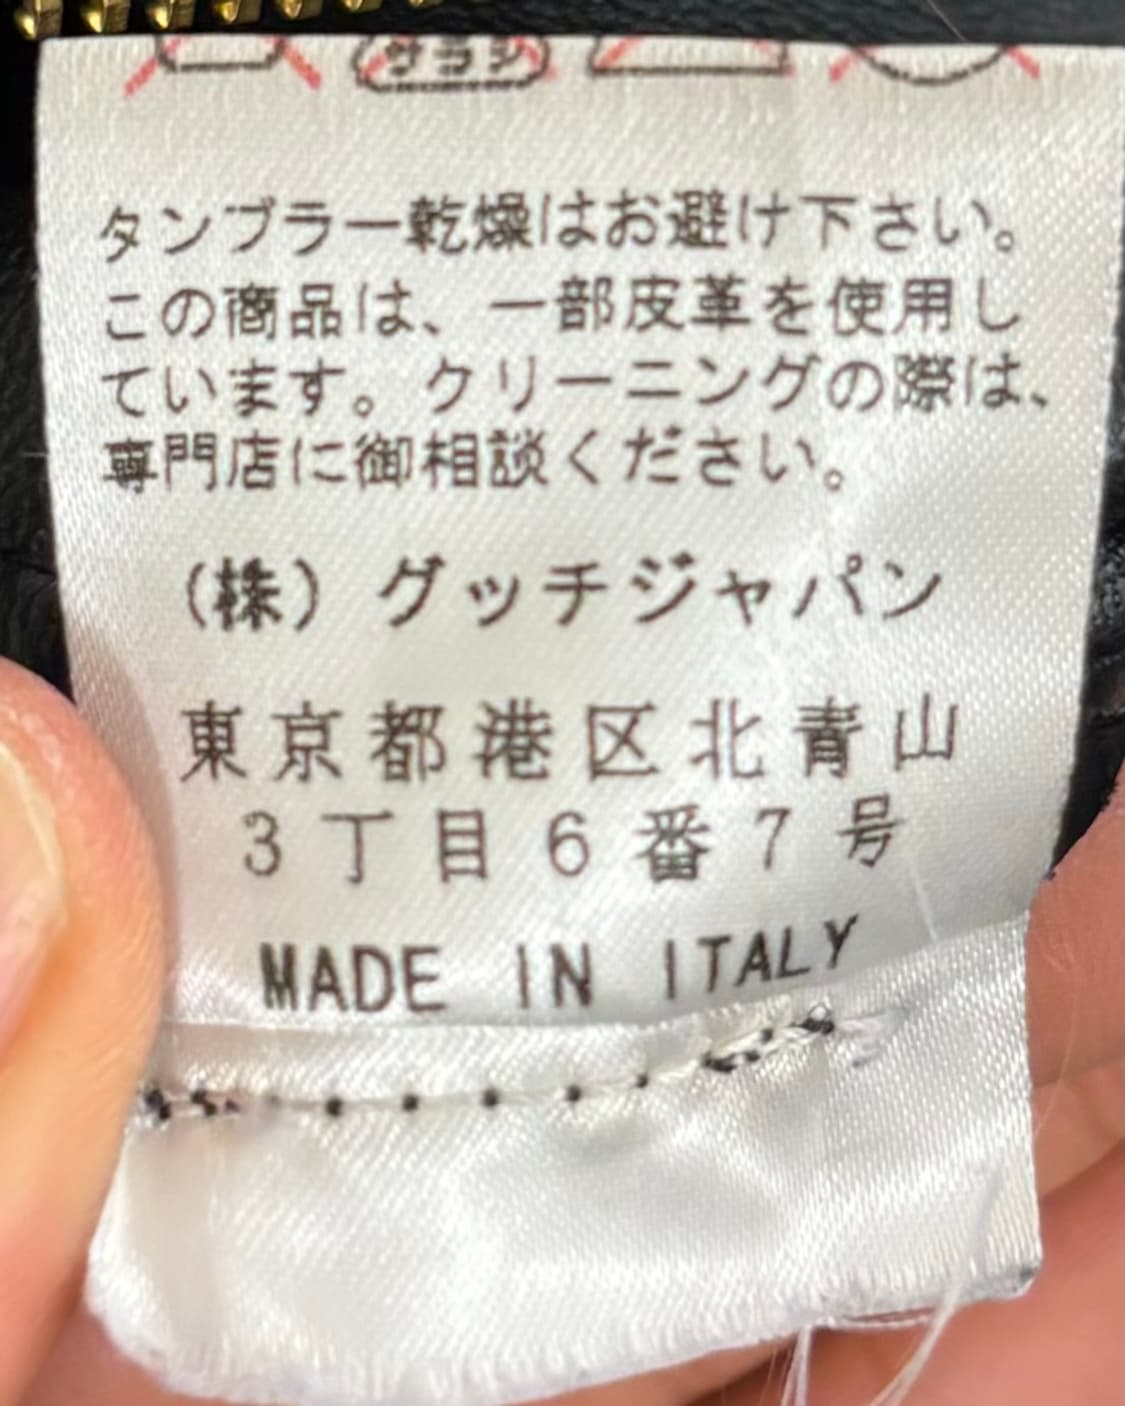 サラシ
タンブラー乾燥はお避け下さい。
この商品は、一部皮革を使用し
ています。クリーニングの際は、
専門店に御相談ください。
(株) グッチジャパン
東京都港区北青山
3丁目6番7号
MADE IN ITALY